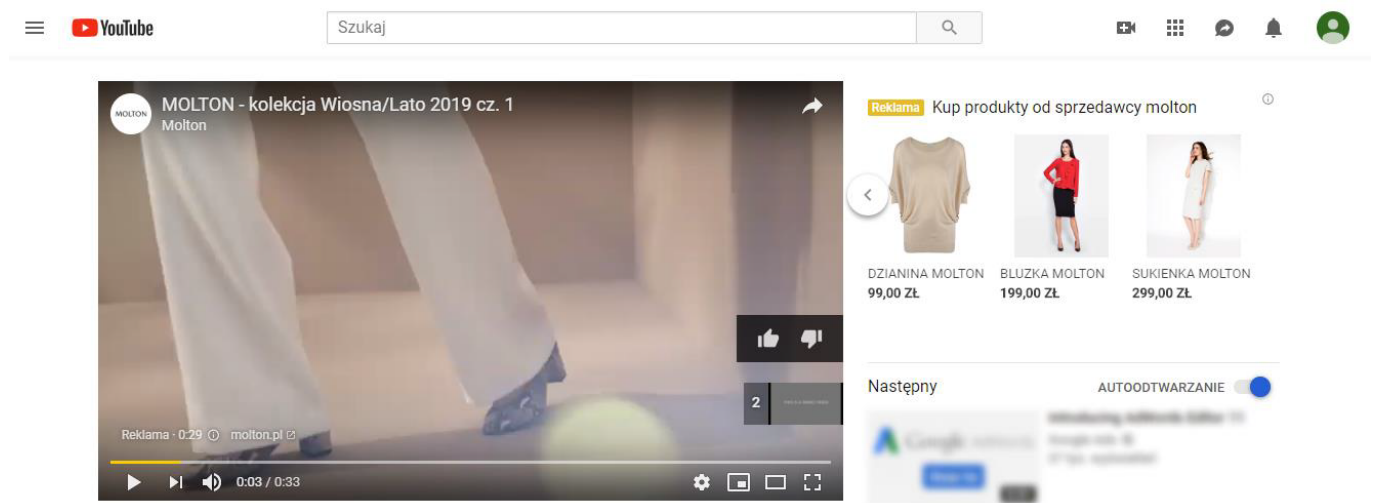 YouTube
Szukaj
MOLTON
MOLTON - kolekcja Wiosna/Lato 2019 cz. 1
Molton
Reklama Kup produkty od sprzedawcy molton
DZIANINA MOLTON
99,00 ZŁ
BLUZKA MOLTON
199,00 ZŁ
SUKIENKA MOLTON
299,00 ZŁ
2
Reklama · 0:29 molton.pl
0:03 / 0:33
Następny
AUTOODTWARZANIE
Google